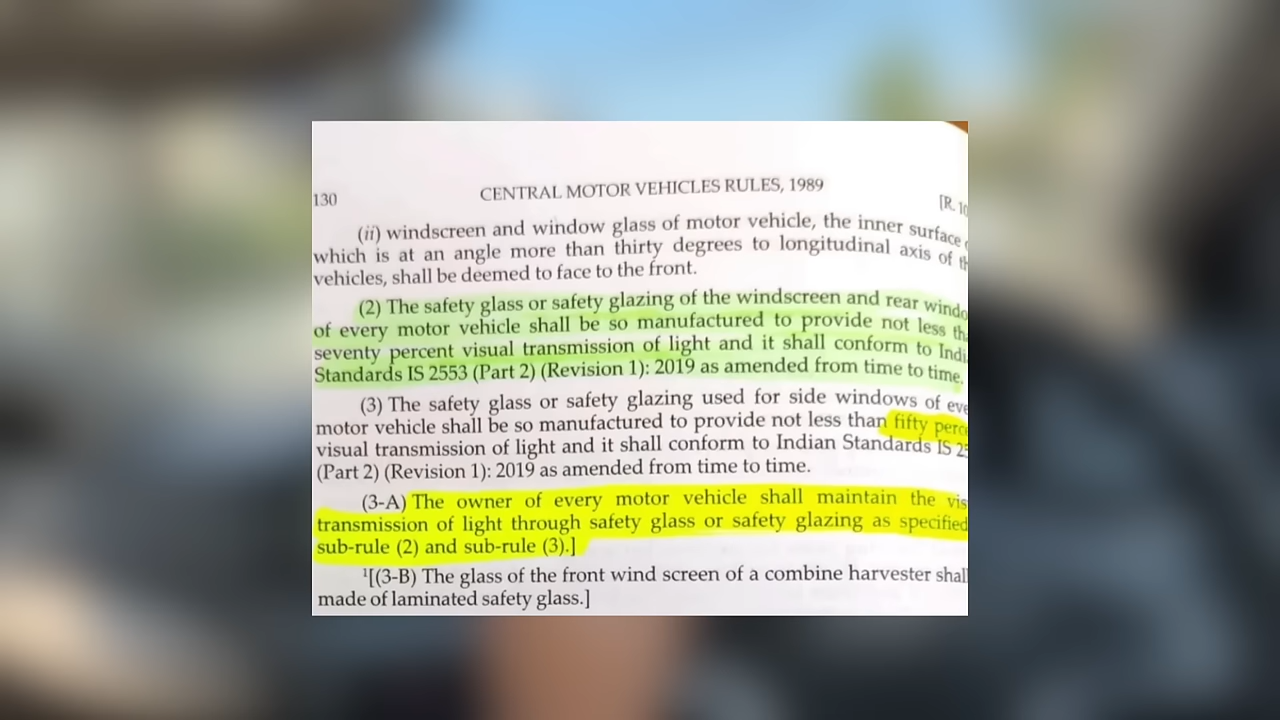 130
CENTRAL MOTOR VEHICLES RULES, 1989
[R. 10
(ii) windscreen and window glass of motor vehicle, the inner surface
which is at an angle more than thirty degrees to longitudinal axis of
vehicles, shall be deemed to face to the front.
(2) The safety glass or safety glazing of the windscreen and rear
of every motor vehicle shall be so manufactured to provide not less
seventy percent visual transmission of light and it shall conform to
Standards IS 2553 (Part 2) (Revision 1): 2019 as amended from time to time.
(3) The safety glass or safety glazing used for side windows of
motor vehicle shall be so manufactured to provide not less than fifty
visual transmission of light and it shall conform to Indian Standards IS
(Part 2) (Revision 1): 2019 as amended from time to time.
(3-A) The owner of every motor vehicle shall maintain the
transmission of light through safety glass or safety glazing as specified
sub-rule (2) and sub-rule (3).]
¹[(3-B) The glass of the front wind screen of a combine harvester shall
made of laminated safety glass.]